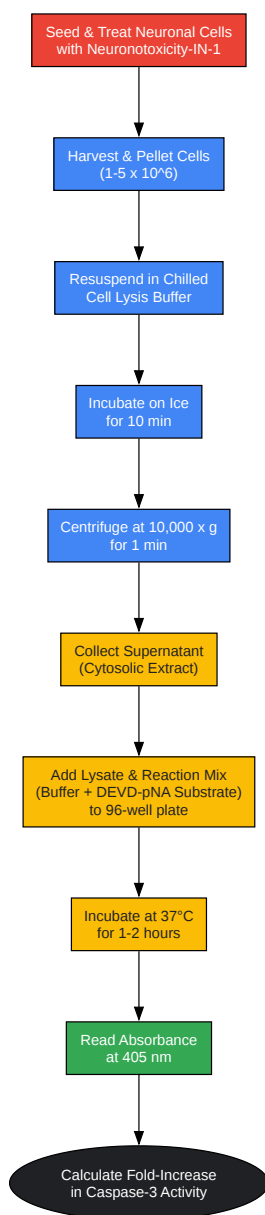 Seed & Treat Neuronal Cells
with Neuronotoxicity-IN-1
Harvest & Pellet Cells
(1-5 x 10^6)
Resuspend in Chilled
Cell Lysis Buffer
Incubate on Ice
for 10 min
Centrifuge at 10,000 x g
for 1 min
Collect Supernatant
(Cytosolic Extract)
Add Lysate & Reaction Mix
(Buffer + DEVD-pNA Substrate)
to 96-well plate
Incubate at 37°C
for 1-2 hours
Read Absorbance
at 405 nm
Calculate Fold-Increase
in Caspase-3 Activity